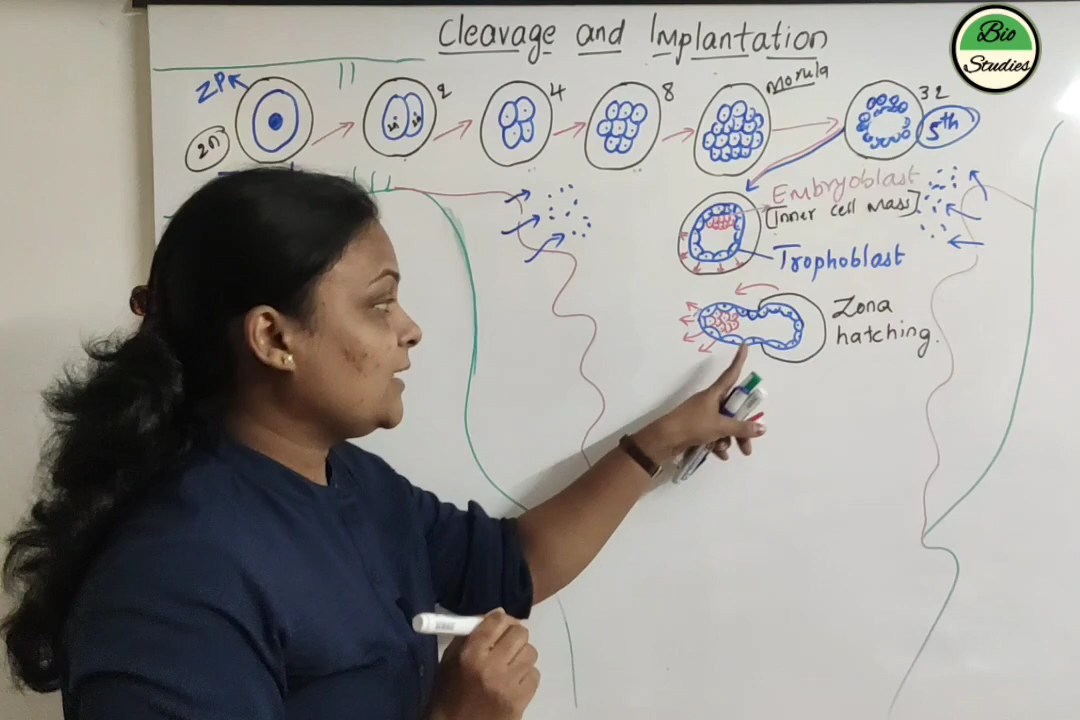 Cleavage and Implantation
Bio
Studies
ZP
2n
2
4
8
Morula
32
5th
Embryoblast
[Inner cell mass]
Trophoblast
Zona
hatching.